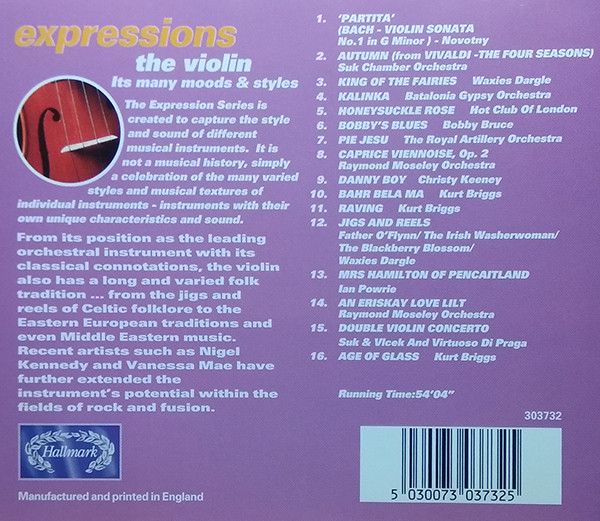 expressions
the violin
Its many moods & styles
The Expression Series is
created to capture the style
and sound of different
musical instruments. It is
not a musical history, simply
a celebration of the many varied
styles and musical textures of
individual instruments - instruments with their
own unique characteristics and sound.
From its position as the leading
orchestral instrument with its
classical connotations, the violin
also has a long and varied folk
tradition ... from the jigs and
reels of Celtic folklore to the
Eastern European traditions and
even Middle Eastern music.
Recent artists such as Nigel
Kennedy and Vanessa Mae have
further extended the
instrument's potential within the
fields of rock and fusion.
Hallmark
Manufactured and printed in England
1. 'PARTITA'
(BACH - VIOLIN SONATA
No.1 in G Minor ) - Novotny
2. AUTUMN (from VIVALDI -THE FOUR SEASONS)
Suk Chamber Orchestra
3. KING OF THE FAIRIES Waxies Dargle
4. KALINKA Batalonia Gypsy Orchestra
5. HONEYSUCKLE ROSE Hot Club Of London
6. BOBBY'S BLUES Bobby Bruce
7. PIE JESU The Royal Artillery Orchestra
8. CAPRICE VIENNOISE, Op. 2
Raymond Moseley Orchestra
9. DANNY BOY Christy Keeney
10. BAHR BELA MA Kurt Briggs
11. RAVING Kurt Briggs
12. JIGS AND REELS
Father O'Flynn/ The Irish Washerwoman/
The Blackberry Blossom/
Waxies Dargle
13. MRS HAMILTON OF PENCAITLAND
Ian Powrie
14. AN ERISKAY LOVE LILT
Raymond Moseley Orchestra
15. DOUBLE VIOLIN CONCERTO
Suk & Vlcek And Virtuoso Di Praga
16. AGE OF GLASS Kurt Briggs
Running Time:54'04"
303732
5 030073 037325